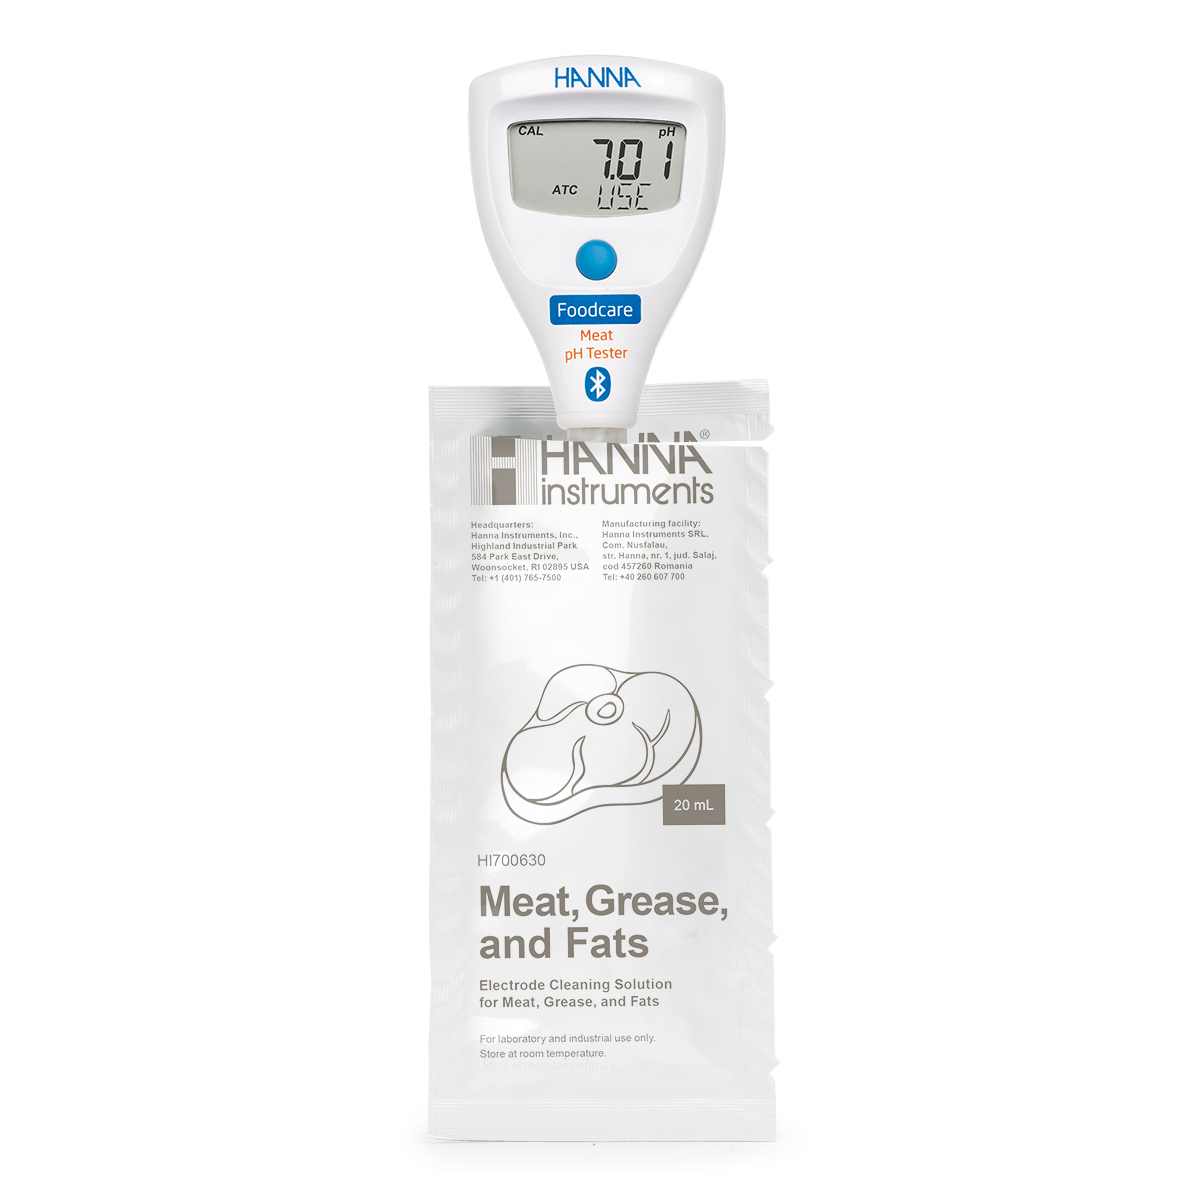 HANNA
CAL pH
7.01
ATC USE
Foodcare
Meat
pH Tester
HANNA®
instruments
Headquarters:
Hanna Instruments, Inc.,
Highland Industrial Park
584 Park East Drive,
Woonsocket, RI 02895 USA
Tel: +1 (401) 765-7500
Manufacturing facility:
Hanna Instruments SRL,
Com. Nusfalau,
str. Hanna, nr. 1, jud. Salaj,
cod 457260 Romania
Tel: +40 260 607 700
20 mL
HI700630
Meat, Grease,
and Fats
Electrode Cleaning Solution
for Meat, Grease, and Fats
For laboratory and industrial use only.
Store at room temperature.
Store at room temperature.